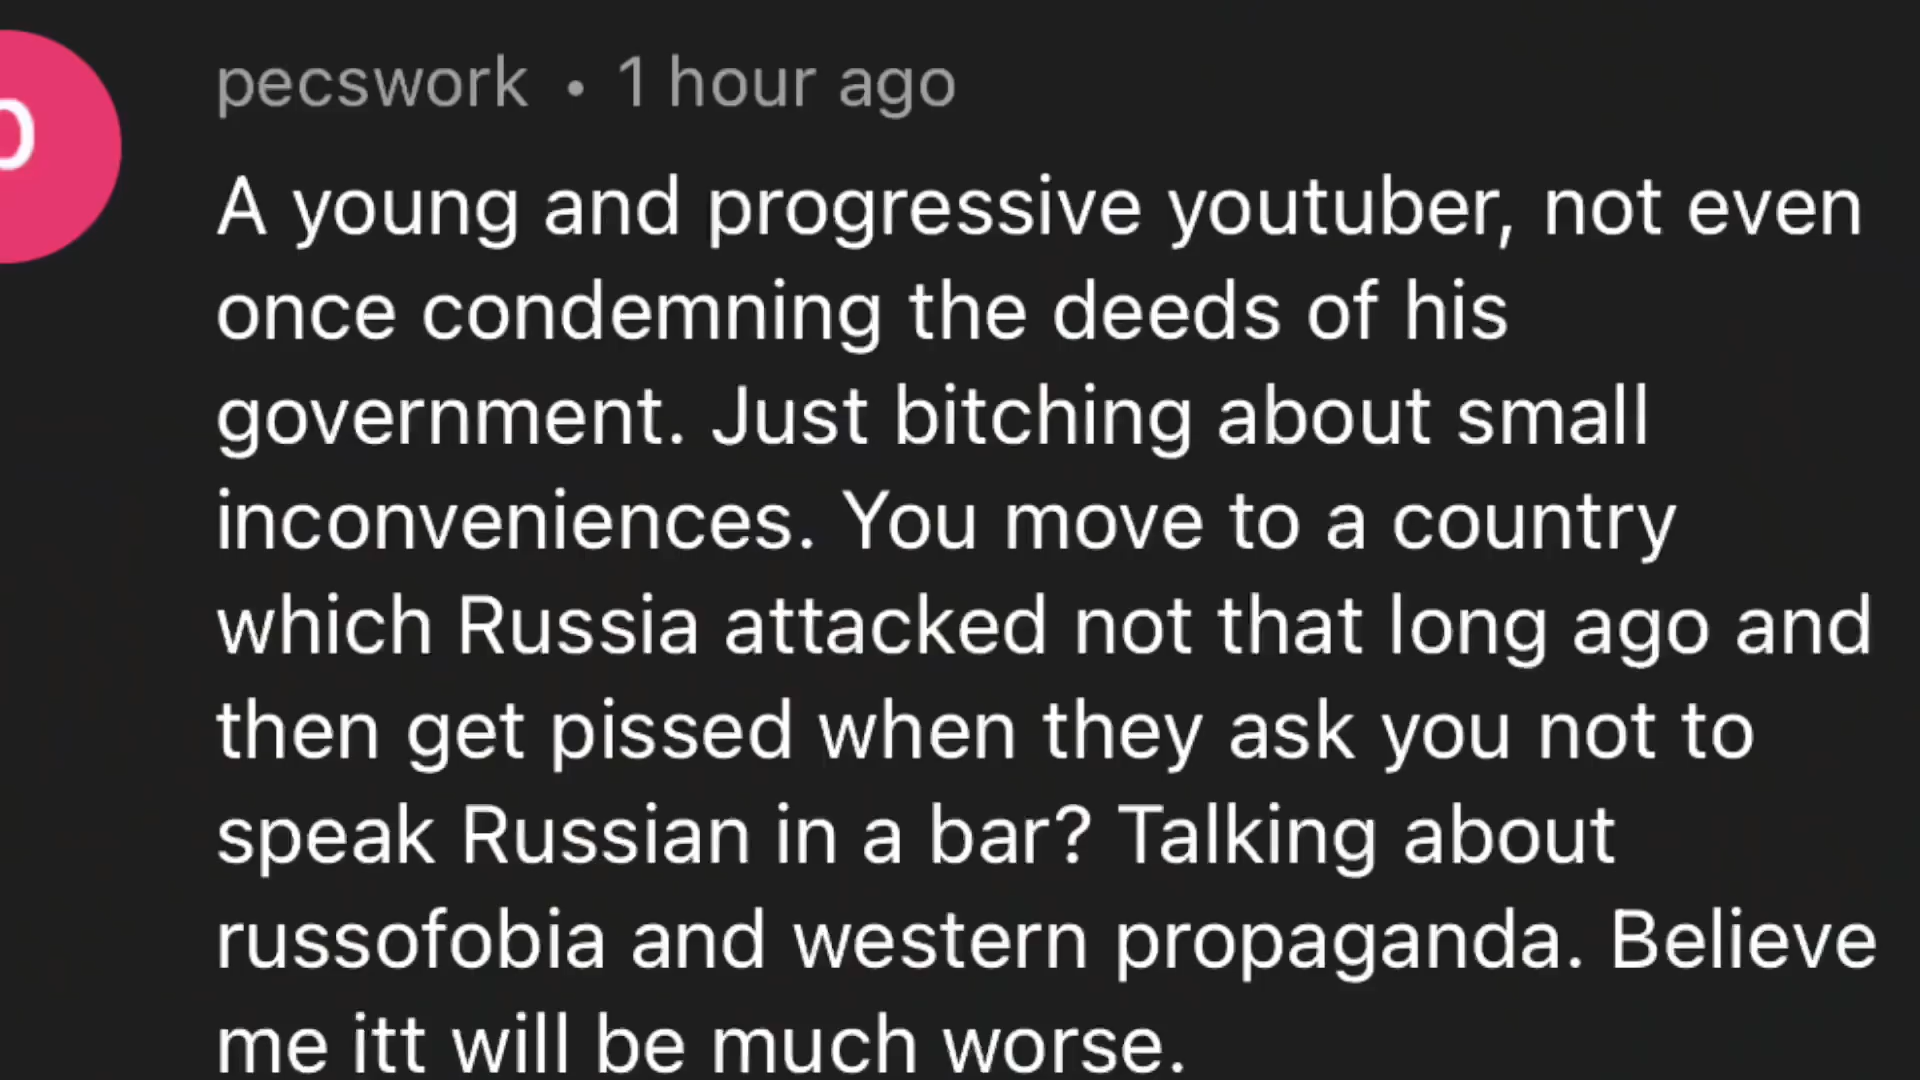 pecswork • 1 hour ago
A young and progressive youtuber, not even
once condemning the deeds of his
government. Just bitching about small
inconveniences. You move to a country
which Russia attacked not that long ago and
then get pissed when they ask you not to
speak Russian in a bar? Talking about
russofobia and western propaganda. Believe
me itt will be much worse.